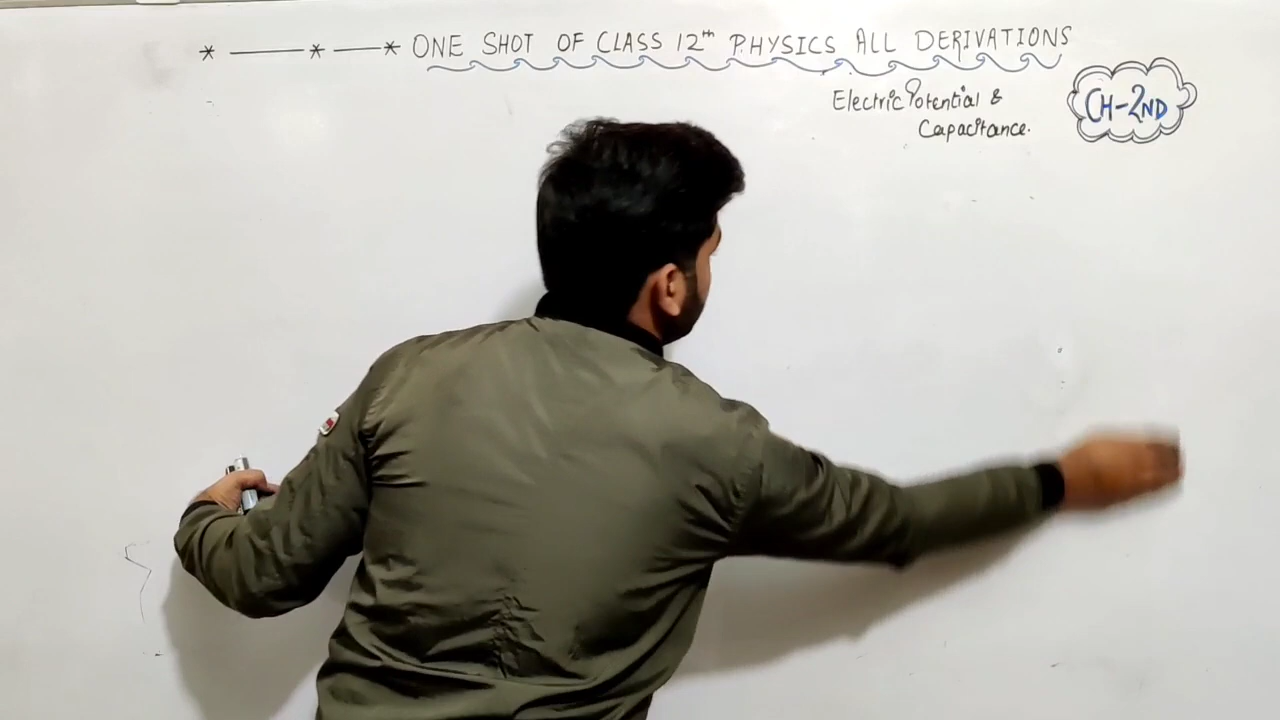 * —— * —— * ONE SHOT OF CLASS 12th PHYSICS ALL DERIVATIONS
Electric Potential &
Capacitance.
CH-2ND